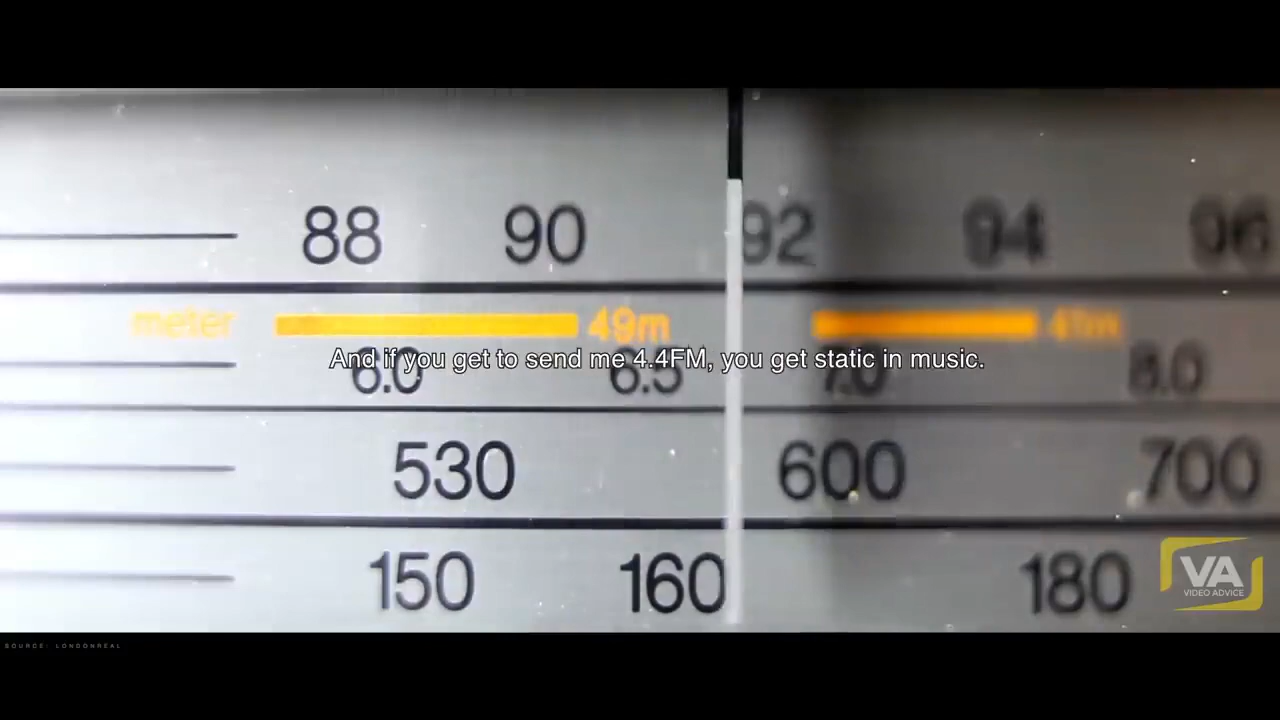 88 90 92 94 96
meter 49m 41m
And if you get to send me 4.4FM, you get static in music.
6.0 6.5 7.0 8.0
530 600 700
150 160 180
VA
VIDEO ADVICE
SOURCE: LONDONREAL